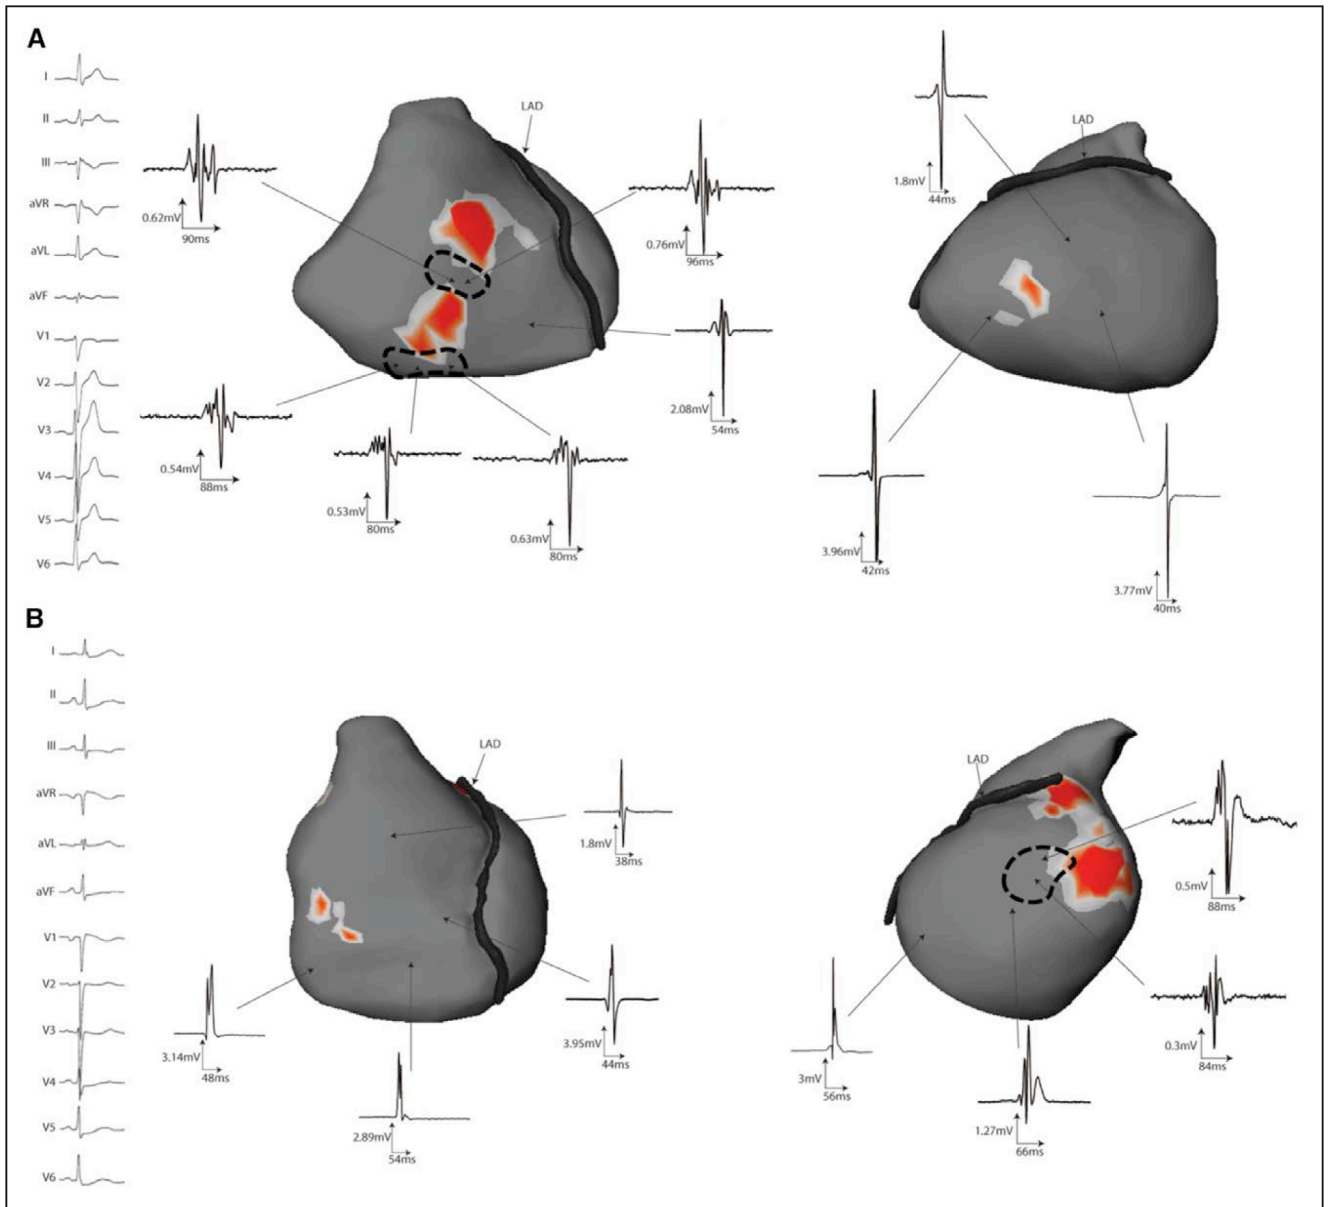 A
I
II
III
aVR
aVL
aVF
V1
V2
V3
V4
V5
V6
LAD
0.62mV
90ms
0.76mV
96ms
2.08mV
54ms
0.54mV
88ms
0.53mV
80ms
0.63mV
80ms
LAD
1.8mV
44ms
3.96mV
42ms
3.77mV
40ms
B
I
II
III
aVR
aVL
aVF
V1
V2
V3
V4
V5
V6
LAD
1.8mV
38ms
3.95mV
44ms
3.14mV
48ms
2.89mV
54ms
LAD
0.5mV
88ms
0.3mV
84ms
3mV
56ms
1.27mV
66ms